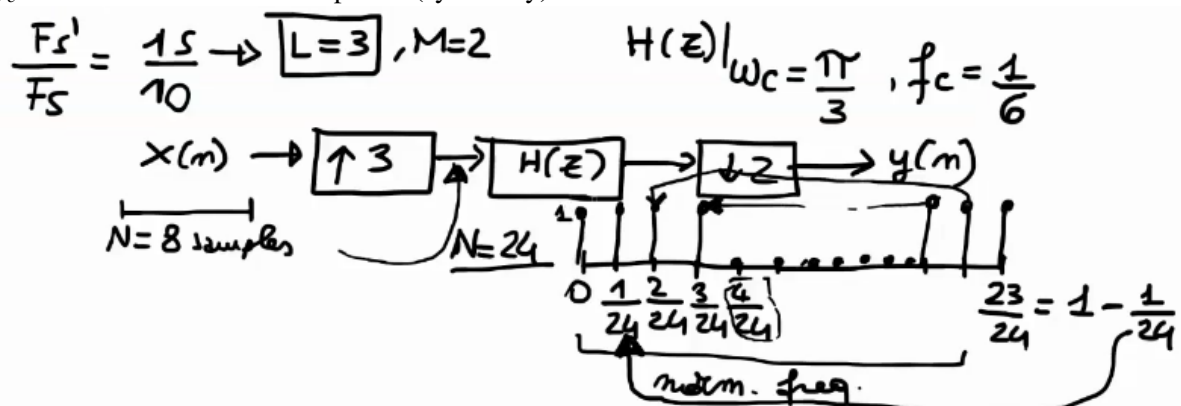 Fs'/Fs = 15/10 → L=3 , M=2
H(z)|ωc = π/3 , fc = 1/6
x(n) → ↑3 → H(z) → ↓2 → y(n)
N=8 samples
N=24
1
0 1/24 2/24 3/24 4/24 23/24 = 1 - 1/24
norm. freq.